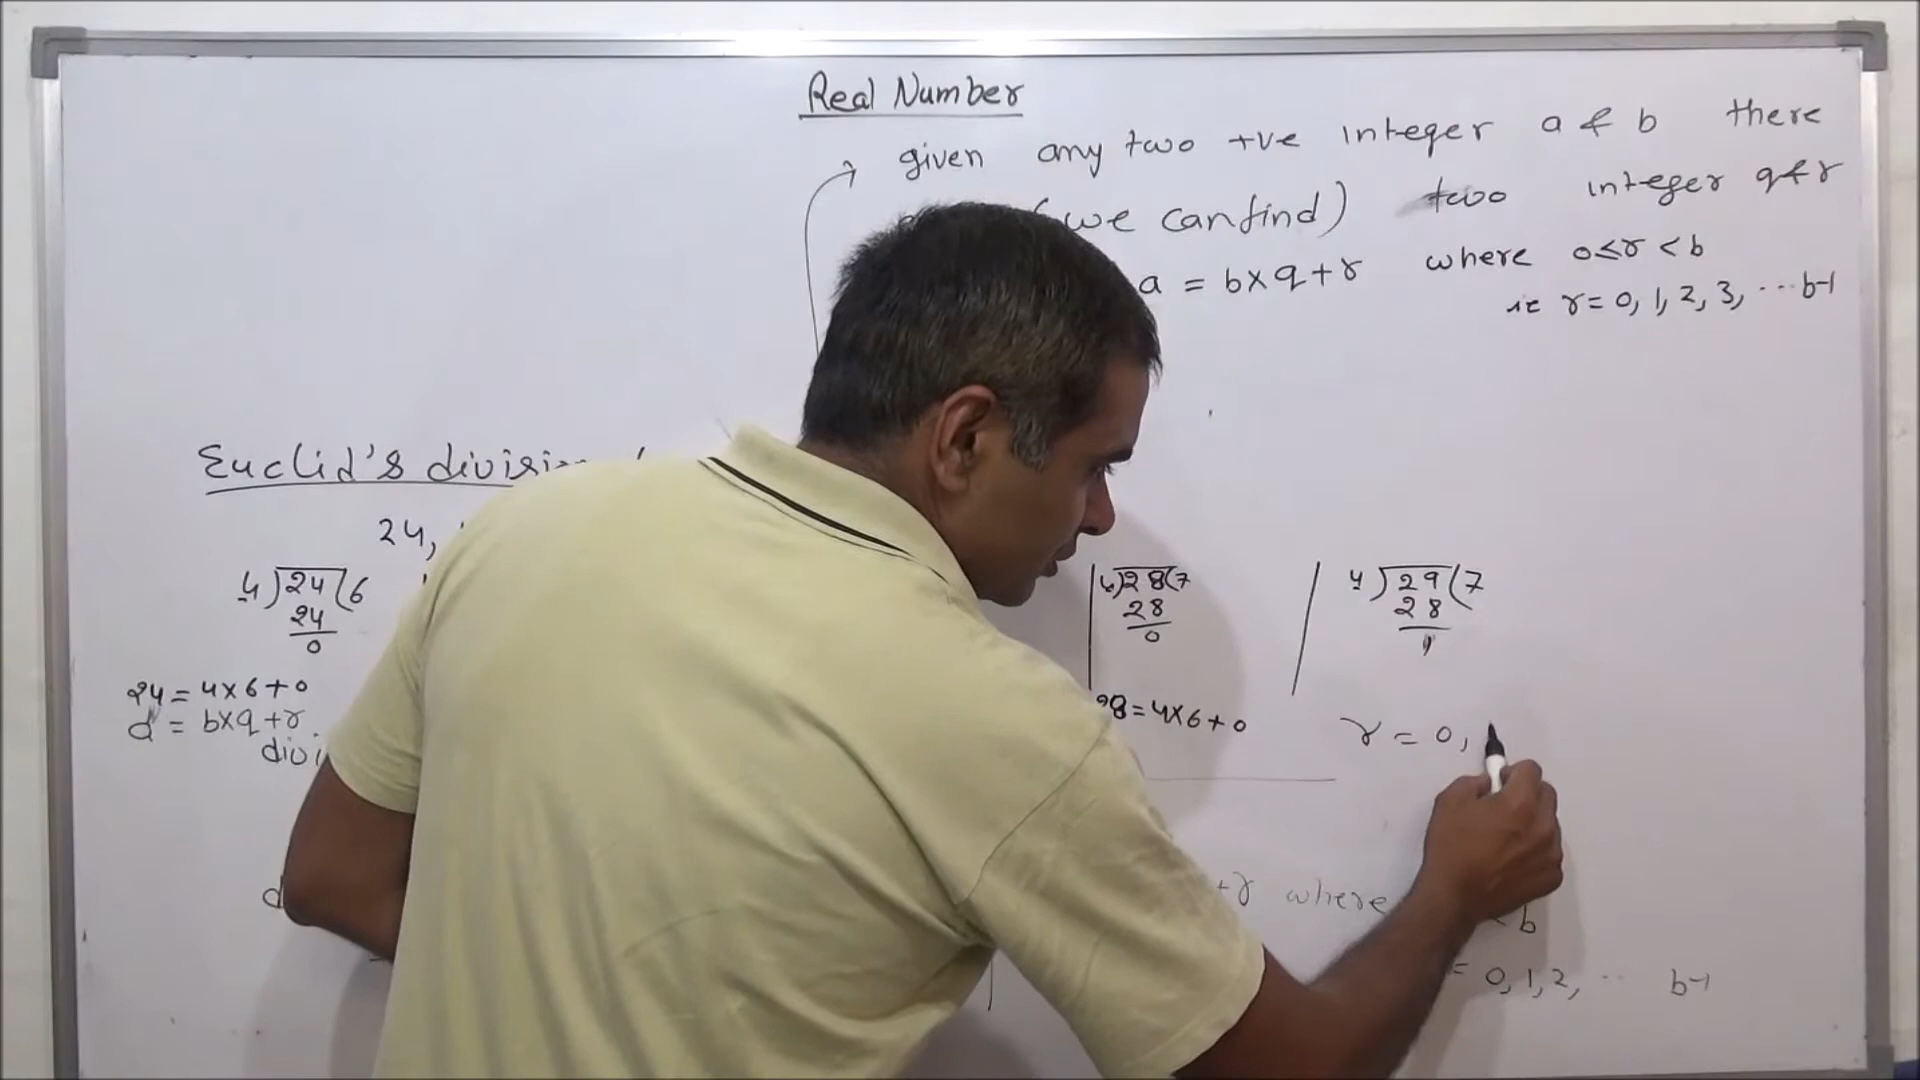 Real Number
given any two +ve integer a & b there
(we can find) two integer q & r
a = b×q+r where 0≤r<b
ie r=0, 1, 2, 3, ... b-1
Euclid's division
24,
4)24(6
24
0
24 = 4×6+0
a = b×q+r
divi
4)28(7
28
0
28=4×6+0
4)29(7
28
1
r = 0,
+r where
< b
= 0, 1, 2, .. b-1